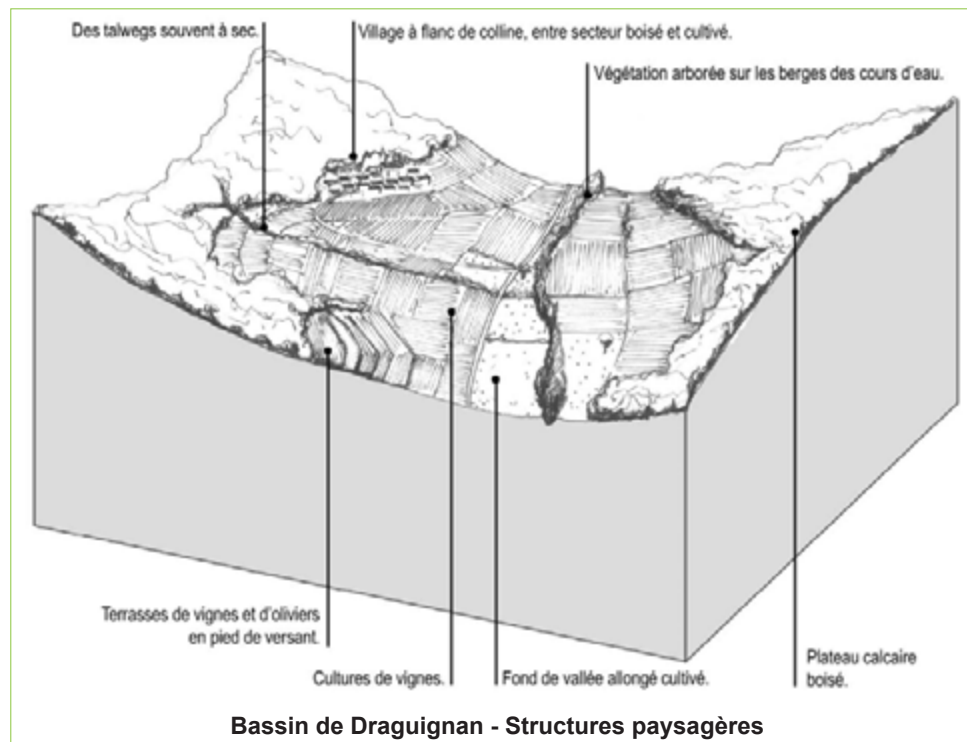 Des talwegs souvent à sec.
Village à flanc de colline, entre secteur boisé et cultivé.
Végétation arborée sur les berges des cours d'eau.
Terrasses de vignes et d'oliviers
en pied de versant.
Cultures de vignes.
Fond de vallée allongé cultivé.
Plateau calcaire
boisé.
Bassin de Draguignan - Structures paysagères